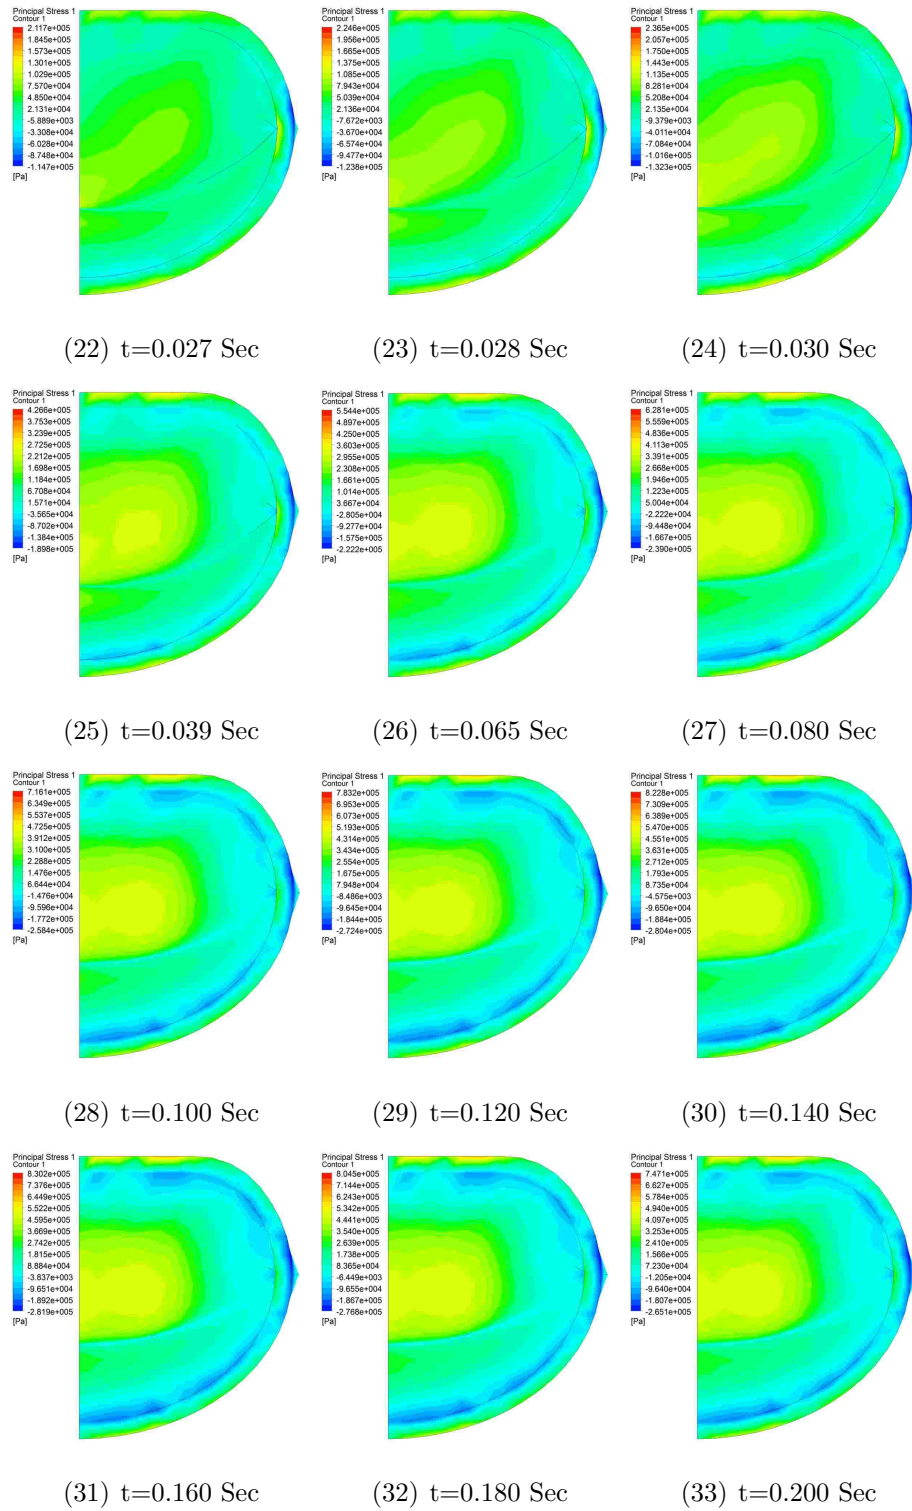 Principal Stress 1
Contour 1
2.117e+005
1.845e+005
1.573e+005
1.301e+005
1.029e+005
7.570e+004
4.850e+004
2.131e+004
-5.889e+003
-3.308e+004
-6.028e+004
-8.748e+004
-1.147e+005
[Pa]
(22) t=0.027 Sec
Principal Stress 1
Contour 1
2.246e+005
1.956e+005
1.665e+005
1.375e+005
1.085e+005
7.943e+004
5.039e+004
2.136e+004
-7.670e+003
-3.670e+004
-6.574e+004
-9.477e+004
-1.238e+005
[Pa]
(23) t=0.028 Sec
Principal Stress 1
Contour 1
2.365e+005
2.057e+005
1.750e+005
1.443e+005
1.135e+005
8.281e+004
5.208e+004
2.135e+004
-9.379e+003
-4.011e+004
-7.084e+004
-1.016e+005
-1.323e+005
[Pa]
(24) t=0.030 Sec
Principal Stress 1
Contour 1
4.266e+005
3.753e+005
3.239e+005
2.725e+005
2.212e+005
1.698e+005
1.184e+005
6.708e+004
1.571e+004
-3.565e+004
-8.702e+004
-1.384e+005
-1.898e+005
[Pa]
(25) t=0.039 Sec
Principal Stress 1
Contour 1
5.544e+005
4.897e+005
4.250e+005
3.603e+005
2.955e+005
2.308e+005
1.661e+005
1.014e+005
3.667e+004
-2.805e+004
-9.277e+004
-1.575e+005
-2.222e+005
[Pa]
(26) t=0.065 Sec
Principal Stress 1
Contour 1
6.281e+005
5.559e+005
4.836e+005
4.113e+005
3.391e+005
2.668e+005
1.946e+005
1.223e+005
5.004e+004
-2.222e+004
-9.448e+004
-1.667e+005
-2.390e+005
[Pa]
(27) t=0.080 Sec
Principal Stress 1
Contour 1
7.161e+005
6.349e+005
5.537e+005
4.725e+005
3.912e+005
3.100e+005
2.288e+005
1.476e+005
6.644e+004
-1.476e+004
-9.596e+004
-1.772e+005
-2.584e+005
[Pa]
(28) t=0.100 Sec
Principal Stress 1
Contour 1
7.832e+005
6.953e+005
6.073e+005
5.193e+005
4.314e+005
3.434e+005
2.554e+005
1.675e+005
7.948e+004
-8.486e+003
-9.645e+004
-1.844e+005
-2.724e+005
[Pa]
(29) t=0.120 Sec
Principal Stress 1
Contour 1
8.228e+005
7.309e+005
6.389e+005
5.470e+005
4.551e+005
3.631e+005
2.712e+005
1.793e+005
8.735e+004
-4.575e+003
-9.650e+004
-1.884e+005
-2.804e+005
[Pa]
(30) t=0.140 Sec
Principal Stress 1
Contour 1
8.302e+005
7.376e+005
6.449e+005
5.522e+005
4.595e+005
3.669e+005
2.742e+005
1.815e+005
8.884e+004
-3.837e+003
-9.651e+004
-1.892e+005
-2.819e+005
[Pa]
(31) t=0.160 Sec
Principal Stress 1
Contour 1
8.045e+005
7.144e+005
6.243e+005
5.342e+005
4.441e+005
3.540e+005
2.639e+005
1.738e+005
8.365e+004
-6.449e+003
-9.655e+004
-1.867e+005
-2.768e+005
[Pa]
(32) t=0.180 Sec
Principal Stress 1
Contour 1
7.471e+005
6.627e+005
5.784e+005
4.940e+005
4.097e+005
3.253e+005
2.410e+005
1.566e+005
7.230e+004
-1.205e+004
-9.640e+004
-1.807e+005
-2.651e+005
[Pa]
(33) t=0.200 Sec